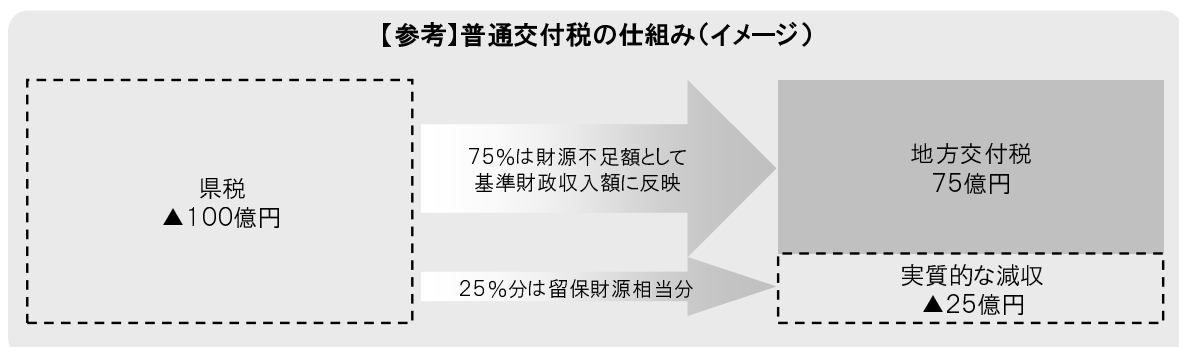 【参考】普通交付税の仕組み（イメージ）
県税
▲100億円
75%は財源不足額として
基準財政収入額に反映
25%分は留保財源相当分
地方交付税
75億円
実質的な減収
▲25億円